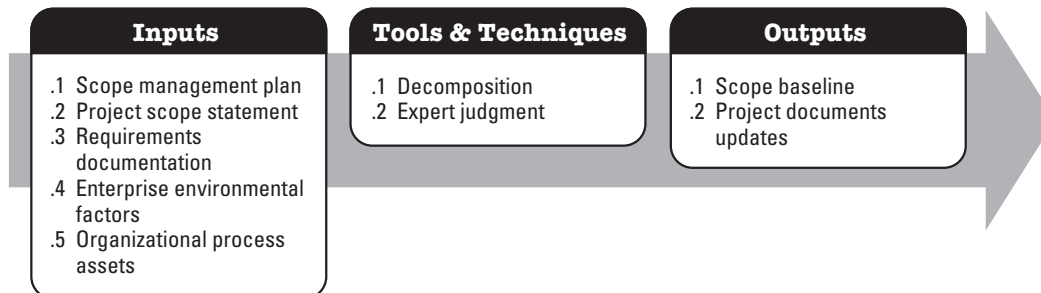 Inputs
.1 Scope management plan
.2 Project scope statement
.3 Requirements
documentation
.4 Enterprise environmental
factors
.5 Organizational process
assets
Tools & Techniques
.1 Decomposition
.2 Expert judgment
Outputs
.1 Scope baseline
.2 Project documents
updates